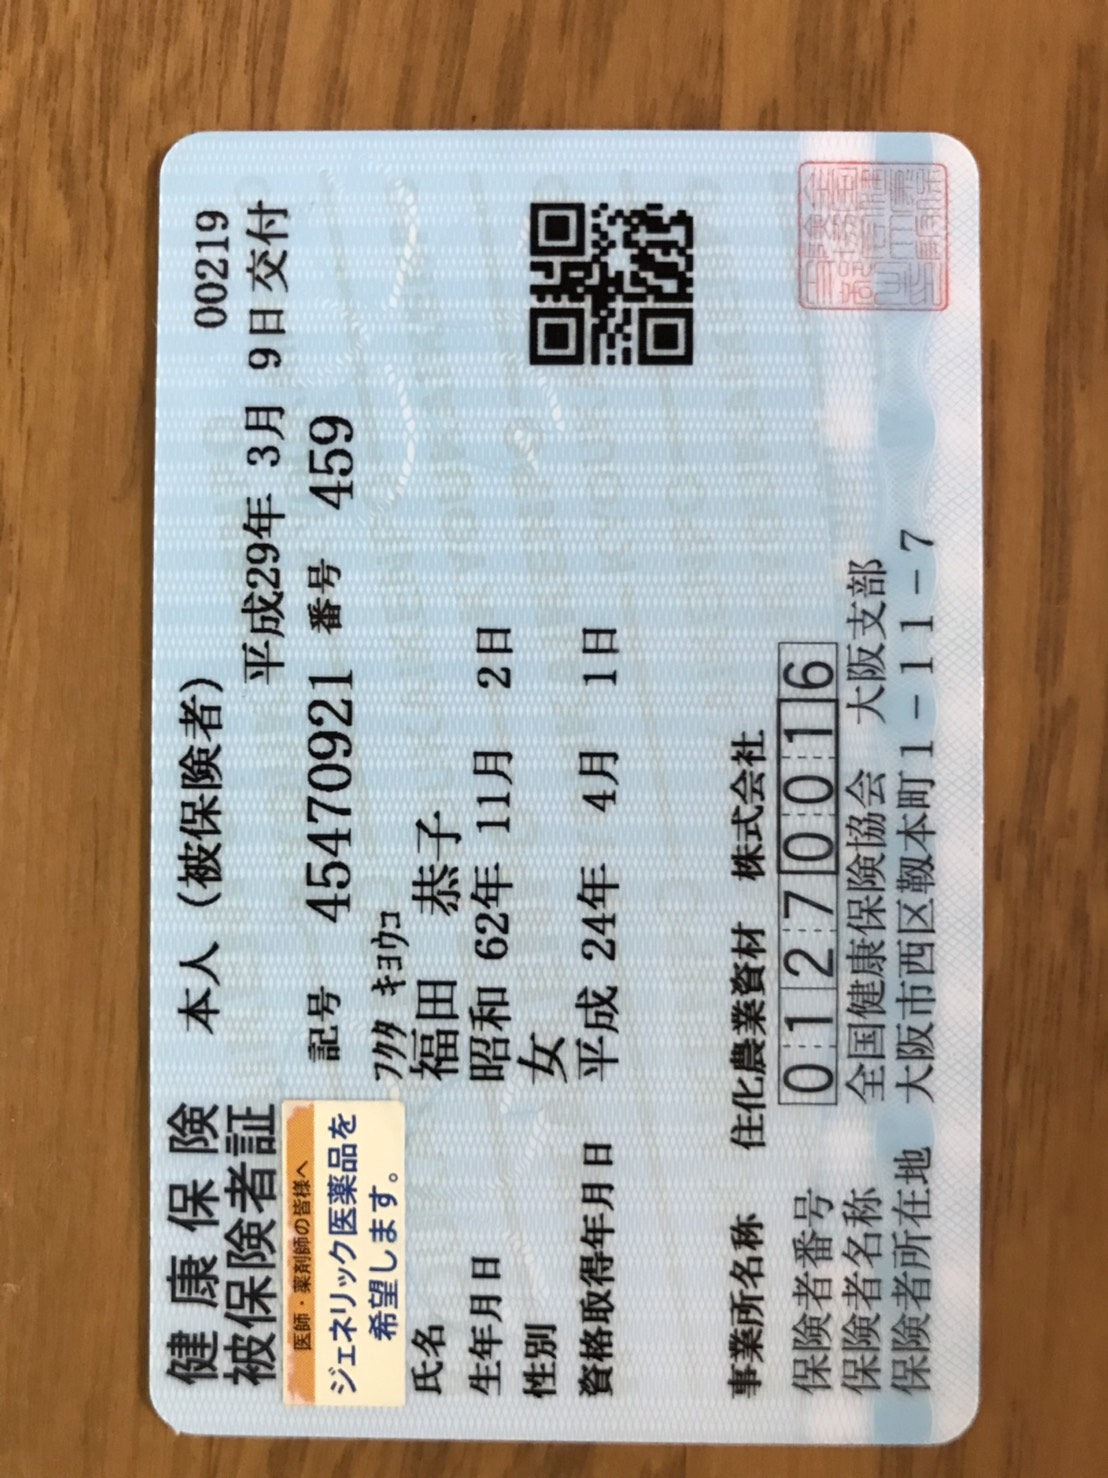 健康保険
被保険者証
本人（被保険者）
00219
平成29年 3月 9日 交付
医師・薬剤師の皆様へ
ジェネリック医薬品を
希望します。
記号 45470921 番号 459
ﾌｸﾀﾞ ｷﾖｳｺ
氏名 福田 恭子
生年月日 昭和 62年 11月 2日
性別 女
資格取得年月日 平成 24年 4月 1日
事業所名称 住化農業資材 株式会社
保険者番号 01270016
保険者名称 全国健康保険協会 大阪支部
保険者所在地 大阪市西区靱本町1-11-7